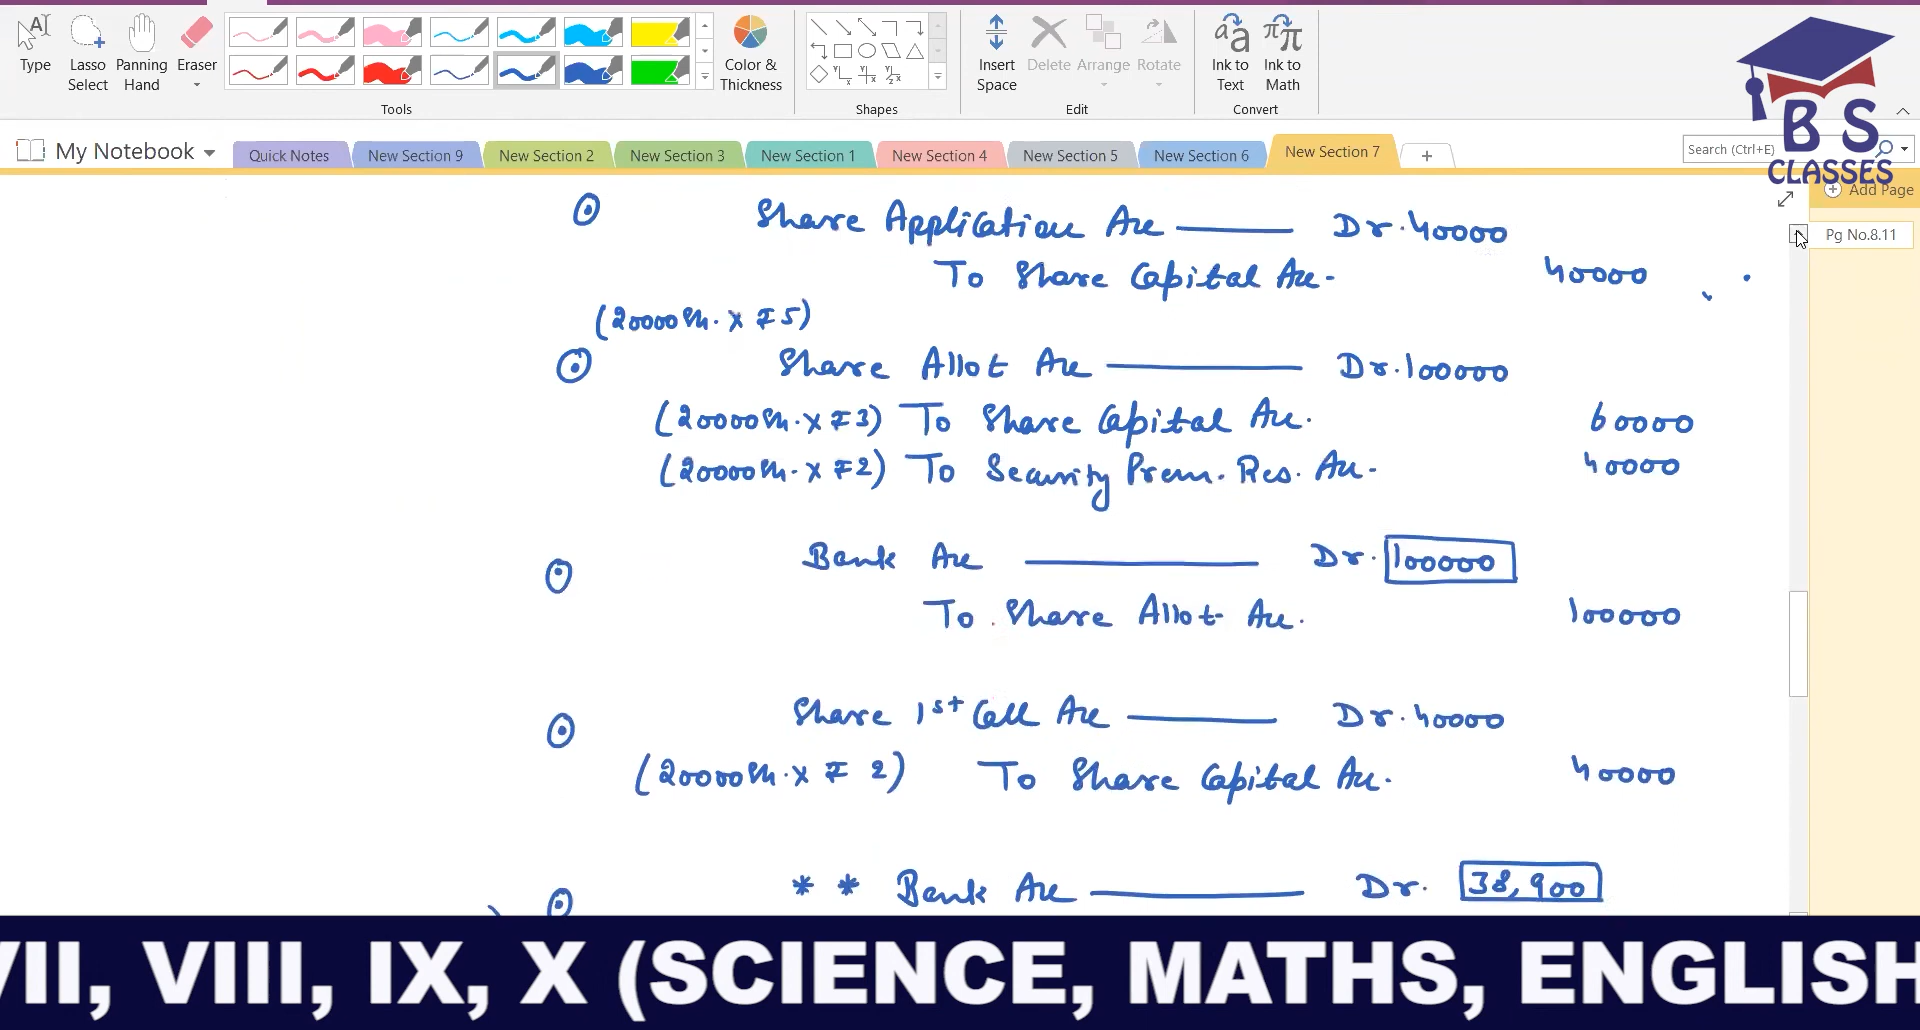 Type
Lasso Select
Panning Hand
Eraser
Color & Thickness
Insert Space
Delete
Arrange
Rotate
Ink to Text
Ink to Math
Tools
Shapes
Edit
Convert
B S
CLASSES
My Notebook
Quick Notes
New Section 9
New Section 2
New Section 3
New Section 1
New Section 4
New Section 5
New Section 6
New Section 7
Search (Ctrl+E)
Add Page
Pg No.8.11
Share Application A/c Dr. 40000
To Share Capital A/c. 40000
(20000 Sh. x ₹ 5)
Share Allot A/c Dr. 100000
(20000 Sh. x ₹ 3) To Share Capital A/c. 60000
(20000 Sh. x ₹ 2) To Security Prem. Res. A/c. 40000
Bank A/c Dr. 100000
To Share Allot A/c. 100000
Share 1st Call A/c Dr. 40000
(20000 Sh. x ₹ 2) To Share Capital A/c. 40000
* * Bank A/c Dr. 38,900
VII, VIII, IX, X (SCIENCE, MATHS, ENGLISH